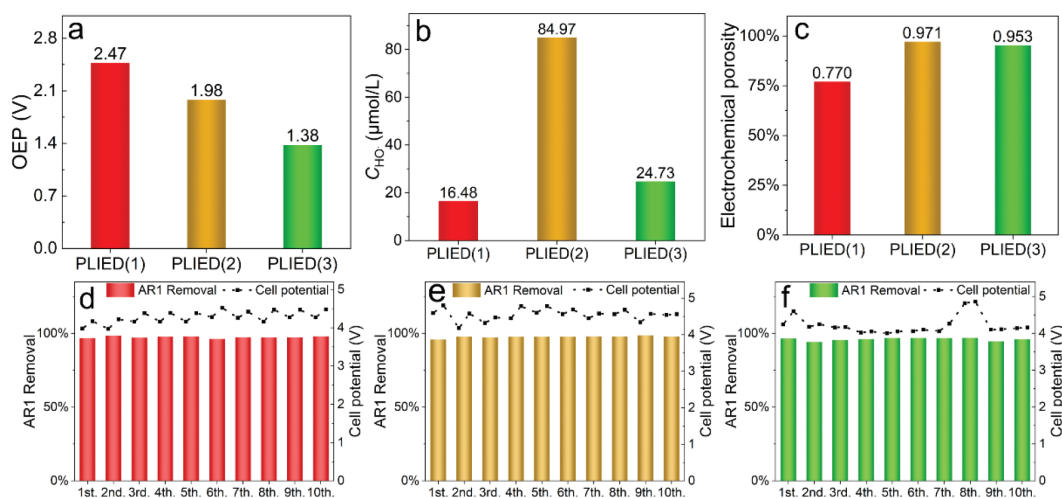 a
OEP (V)
2.8
2.1
1.4
0.7
0.0
2.47
1.98
1.38
PLIED(1) PLIED(2) PLIED(3)
b
C HO· (μmol/L)
80
60
40
20
0
16.48
84.97
24.73
PLIED(1) PLIED(2) PLIED(3)
c
Electrochemical porosity
100%
75%
50%
25%
0%
0.770
0.971
0.953
PLIED(1) PLIED(2) PLIED(3)
d
AR1 Removal Cell potential
AR1 Removal
100%
50%
0%
Cell potential (V)
5
4
3
2
1
0
1st. 2nd. 3rd. 4th. 5th. 6th. 7th. 8th. 9th. 10th.
e
AR1 Removal Cell potential
AR1 Removal
100%
50%
0%
Cell potential (V)
5
4
3
2
1
0
1st. 2nd. 3rd. 4th. 5th. 6th. 7th. 8th. 9th. 10th.
f
AR1 Removal Cell potential
AR1 Removal
100%
50%
0%
Cell potential (V)
5
4
3
2
1
0
1st. 2nd. 3rd. 4th. 5th. 6th. 7th. 8th. 9th. 10th.